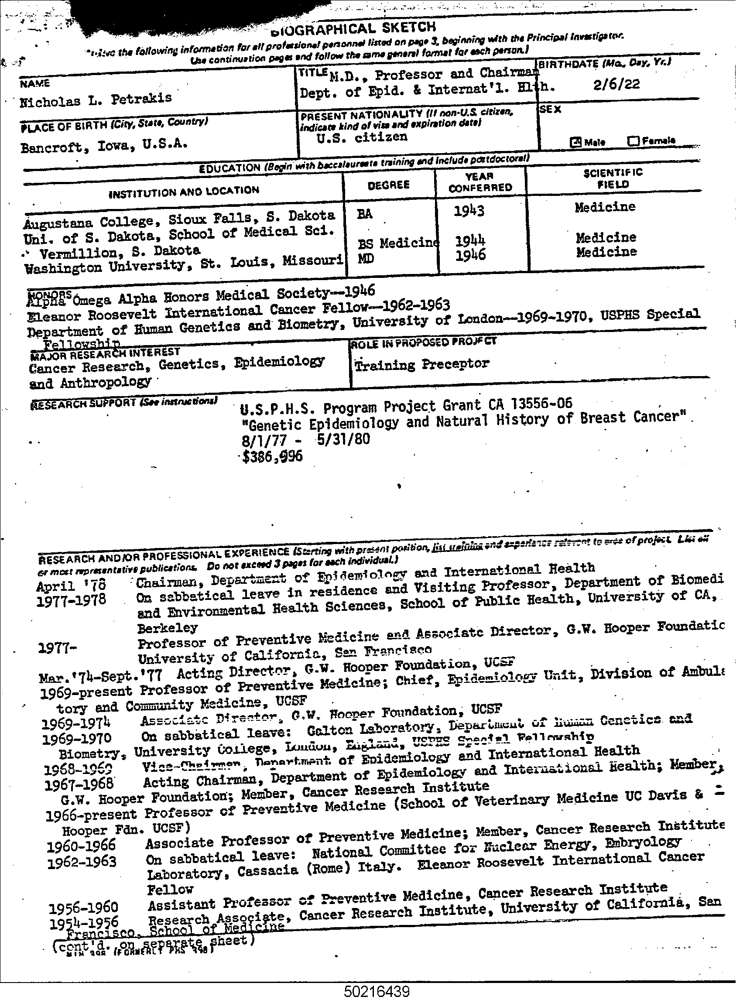 BIOGRAPHICAL SKETCH
the following information for all professional personnel listed on page 3, beginning with the Principal Investigator.
Use continuation pages and follow the same general format for each person.)
NAME
Nicholas L. Petrakis
TITLE M.D., Professor and Chairman
Dept. of Epid. & Internat'l. Hlth.
BIRTHDATE (Mo., Day, Yr.)
2/6/22
PLACE OF BIRTH (City, State, Country)
Bancroft, Iowa, U.S.A.
PRESENT NATIONALITY (If non-U.S. citizen,
indicate kind of visa and expiration date)
U.S. citizen
SEX
Male Female
EDUCATION (Begin with baccalaureate training and include postdoctoral)
INSTITUTION AND LOCATION
DEGREE
YEAR
CONFERRED
SCIENTIFIC
FIELD
Augustana College, Sioux Falls, S. Dakota BA 1943 Medicine
Uni. of S. Dakota, School of Medical Sci.
Vermillion, S. Dakota BS Medicine 1944 Medicine
Washington University, St. Louis, Missouri MD 1946 Medicine
HONORS
Alpha Omega Alpha Honors Medical Society--1946
Eleanor Roosevelt International Cancer Fellow--1962-1963
Department of Human Genetics and Biometry, University of London--1969-1970, USPHS Special
Fellowship
MAJOR RESEARCH INTEREST
Cancer Research, Genetics, Epidemiology
and Anthropology
ROLE IN PROPOSED PROJECT
Training Preceptor
RESEARCH SUPPORT (See instructions)
U.S.P.H.S. Program Project Grant CA 13556-06
"Genetic Epidemiology and Natural History of Breast Cancer"
8/1/77 - 5/31/80
$386,996
RESEARCH AND/OR PROFESSIONAL EXPERIENCE (Starting with present position, list training and experience relevant to area of project. List all
or most representative publications. Do not exceed 3 pages for each individual.)
April '78 Chairman, Department of Epidemiology and International Health
1977-1978 On sabbatical leave in residence and Visiting Professor, Department of Biomedi
and Environmental Health Sciences, School of Public Health, University of CA,
Berkeley
1977- Professor of Preventive Medicine and Associate Director, G.W. Hooper Foundatic
University of California, San Francisco
Mar.'74-Sept.'77 Acting Director, G.W. Hooper Foundation, UCSF
1969-present Professor of Preventive Medicine; Chief, Epidemiology Unit, Division of Ambula
tory and Community Medicine, UCSF
1969-1974 Associate Director, G.W. Hooper Foundation, UCSF
1969-1970 On sabbatical leave: Galton Laboratory, Department of Human Genetics and
Biometry, University College, London, England, USPHS Special Fellowship
1968-1969 Vice-Chairman, Department of Epidemiology and International Health
1967-1968 Acting Chairman, Department of Epidemiology and International Health; Member,
G.W. Hooper Foundation; Member, Cancer Research Institute
1966-present Professor of Preventive Medicine (School of Veterinary Medicine UC Davis &
Hooper Fdn. UCSF)
1960-1966 Associate Professor of Preventive Medicine; Member, Cancer Research Institute
1962-1963 On sabbatical leave: National Committee for Nuclear Energy, Embryology
Laboratory, Cassacia (Rome) Italy. Eleanor Roosevelt International Cancer
Fellow
1956-1960 Assistant Professor of Preventive Medicine, Cancer Research Institute
1954-1956 Research Associate, Cancer Research Institute, University of California, San
Francisco, School of Medicine
(cont'd. on separate sheet)
(FORMERLY PHS 398)
50216439